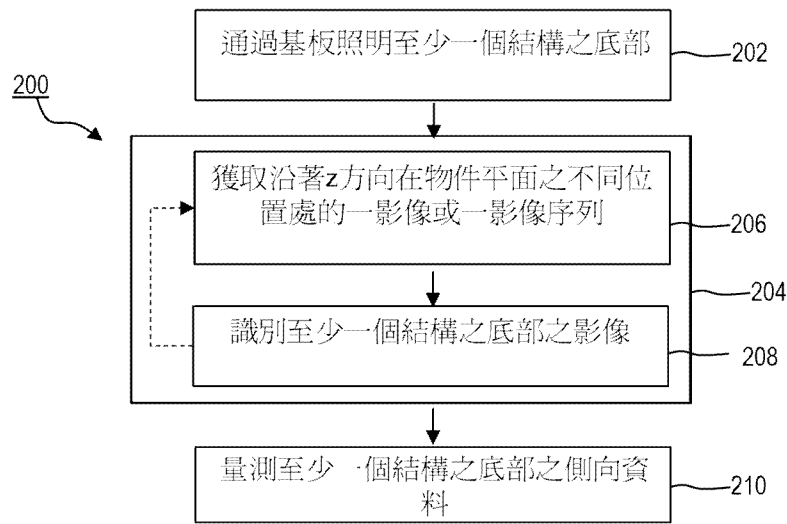 通過基板照明至少一個結構之底部
202
200
獲取沿著z方向在物件平面之不同位
置處的一影像或一影像序列
206
204
識別至少一個結構之底部之影像
208
量測至少一個結構之底部之側向資
料
210